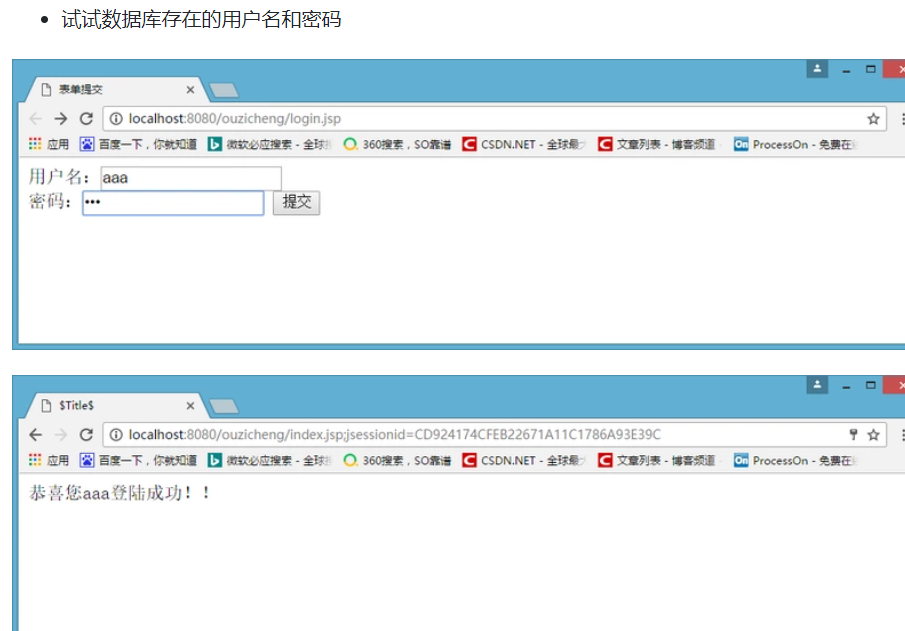 试试数据库存在的用户名和密码
表单提交
localhost:8080/ouzicheng/login.jsp
应用 百度一下，你就知道 微软必应搜索 - 全球 360搜索，SO靠谱 CSDN.NET - 全球最 文章列表 - 博客频道 ProcessOn - 免费在
用户名： aaa
密码： ••• 提交
$Title$
localhost:8080/ouzicheng/index.jsp;jsessionid=CD924174CFEB22671A11C1786A93E39C
应用 百度一下，你就知道 微软必应搜索 - 全球 360搜索，SO靠谱 CSDN.NET - 全球最 文章列表 - 博客频道 ProcessOn - 免费在
恭喜您aaa登陆成功！！